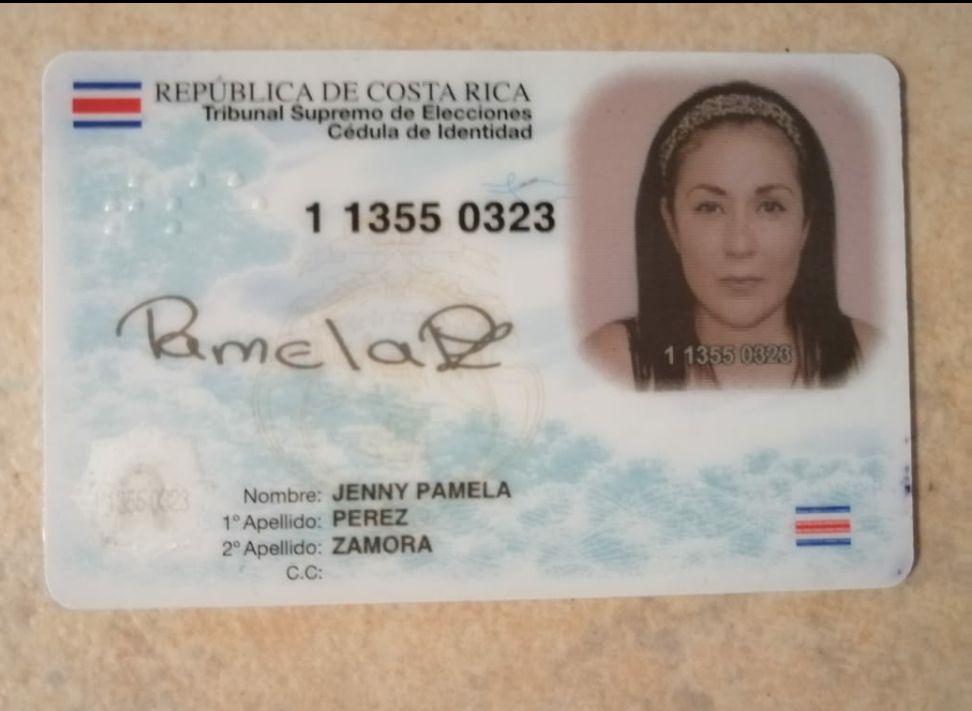 REPÚBLICA DE COSTA RICA
Tribunal Supremo de Elecciones
Cédula de Identidad
1 1355 0323
Pamela
1 1355 0323
1355 0323
Nombre: JENNY PAMELA
1° Apellido: PEREZ
2° Apellido: ZAMORA
C.C: